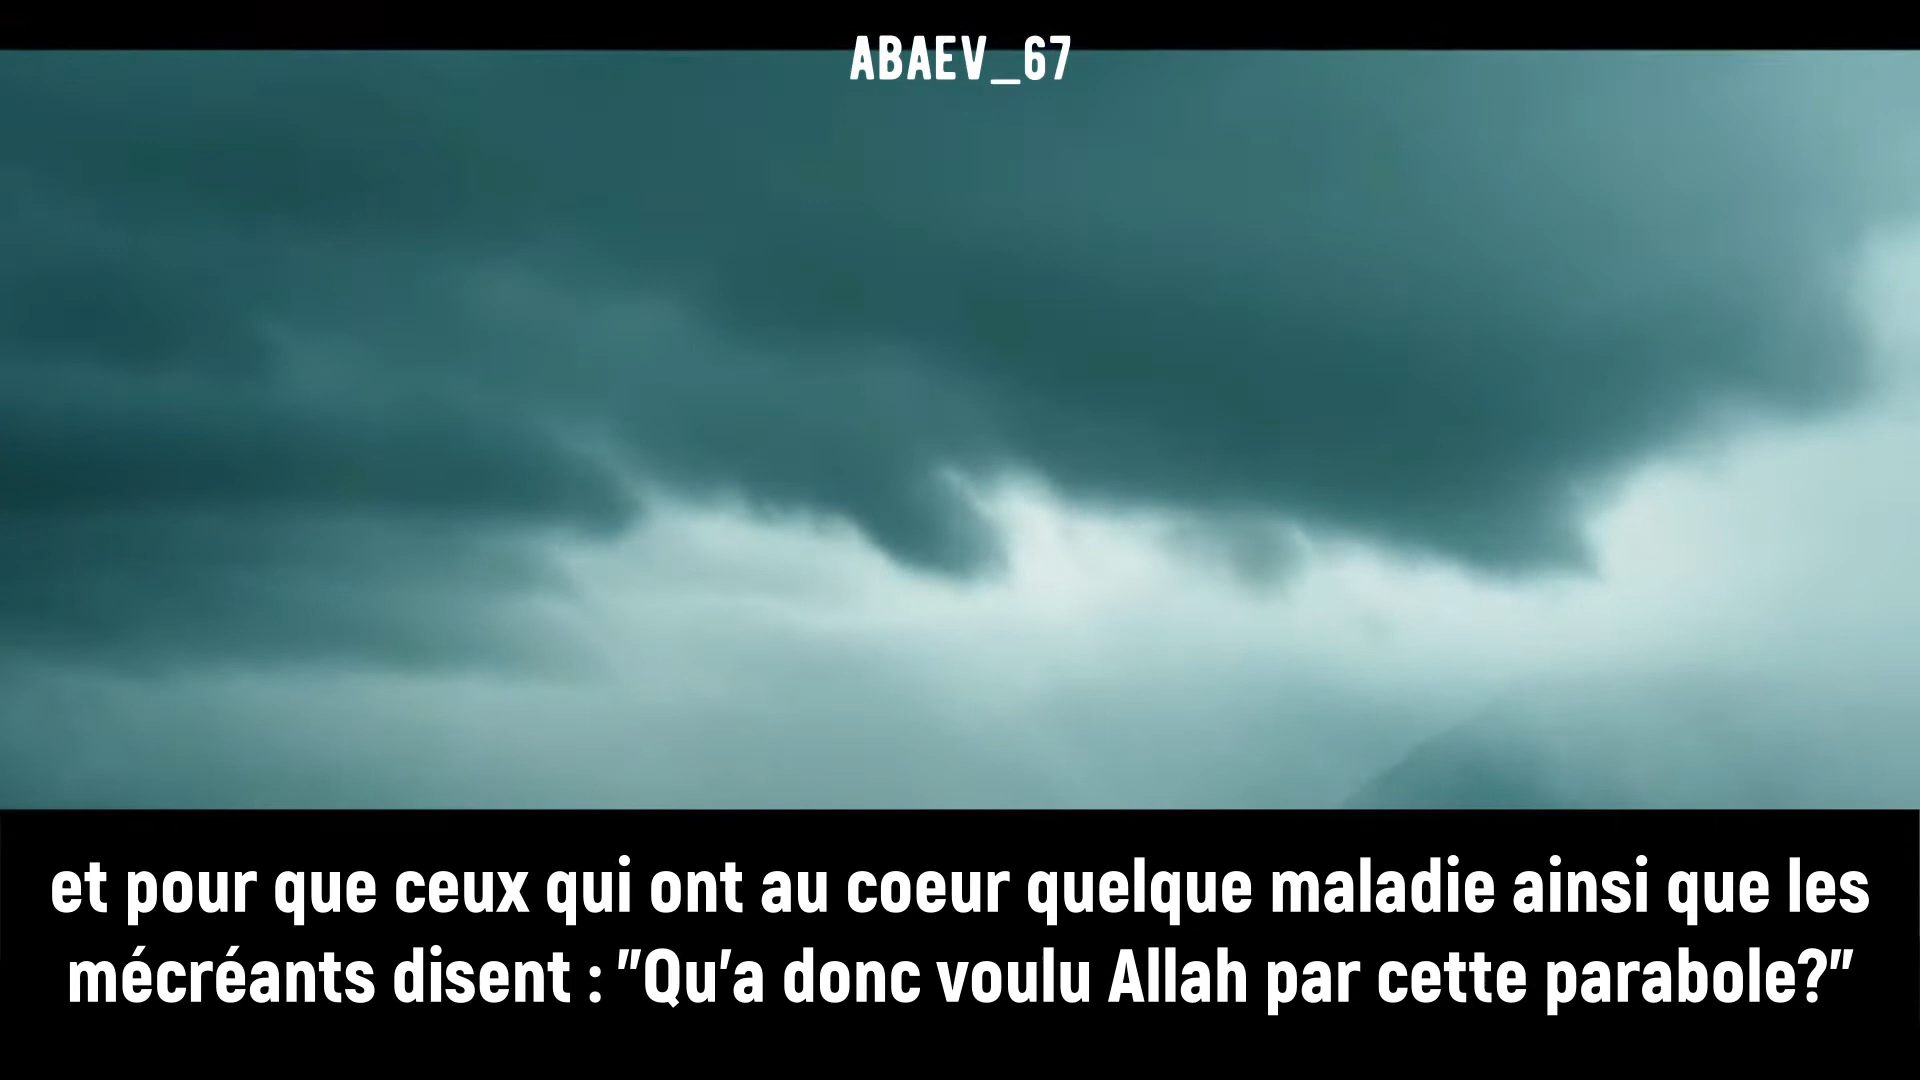 ABAEV_67
et pour que ceux qui ont au coeur quelque maladie ainsi que les
mécréants disent : "Qu'a donc voulu Allah par cette parabole?"